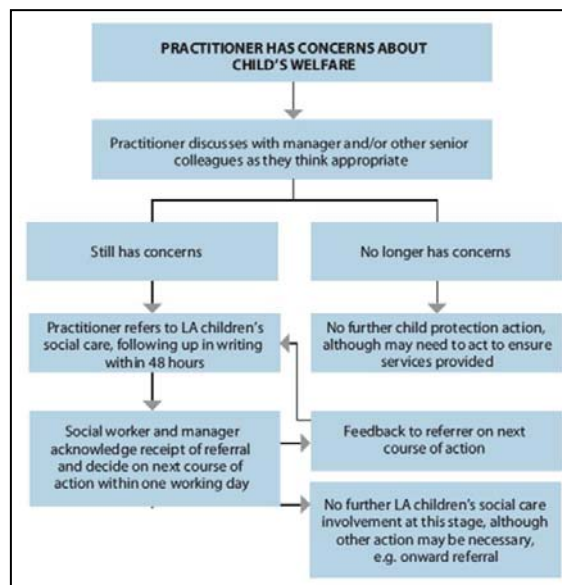 PRACTITIONER HAS CONCERNS ABOUT
CHILD'S WELFARE
Practitioner discusses with manager and/or other senior
colleagues as they think appropriate
Still has concerns
No longer has concerns
Practitioner refers to LA children's
social care, following up in writing
within 48 hours
No further child protection action,
although may need to act to ensure
services provided
Social worker and manager
acknowledge receipt of referral
and decide on next course of
action within one working day
Feedback to referrer on next
course of action
No further LA children's social care
involvement at this stage, although
other action may be necessary,
e.g. onward referral